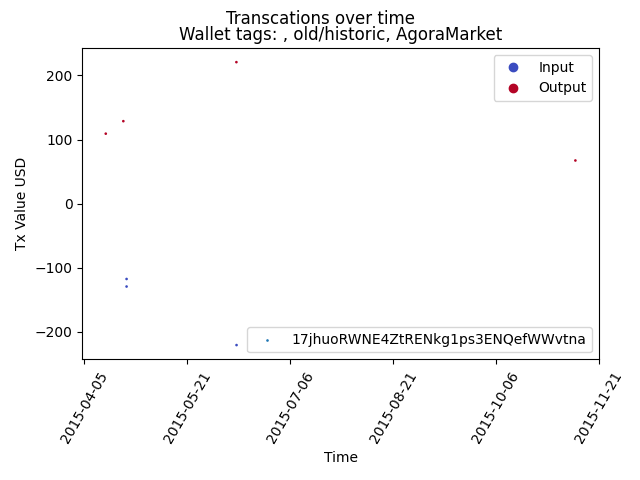 Transcations over time
Wallet tags: , old/historic, AgoraMarket
Tx Value USD
200
100
0
−100
−200
Input
Output
17jhuoRWNE4ZtRENkg1ps3ENQefWWvtna
2015-04-05
2015-05-21
2015-07-06
2015-08-21
2015-10-06
2015-11-21
Time